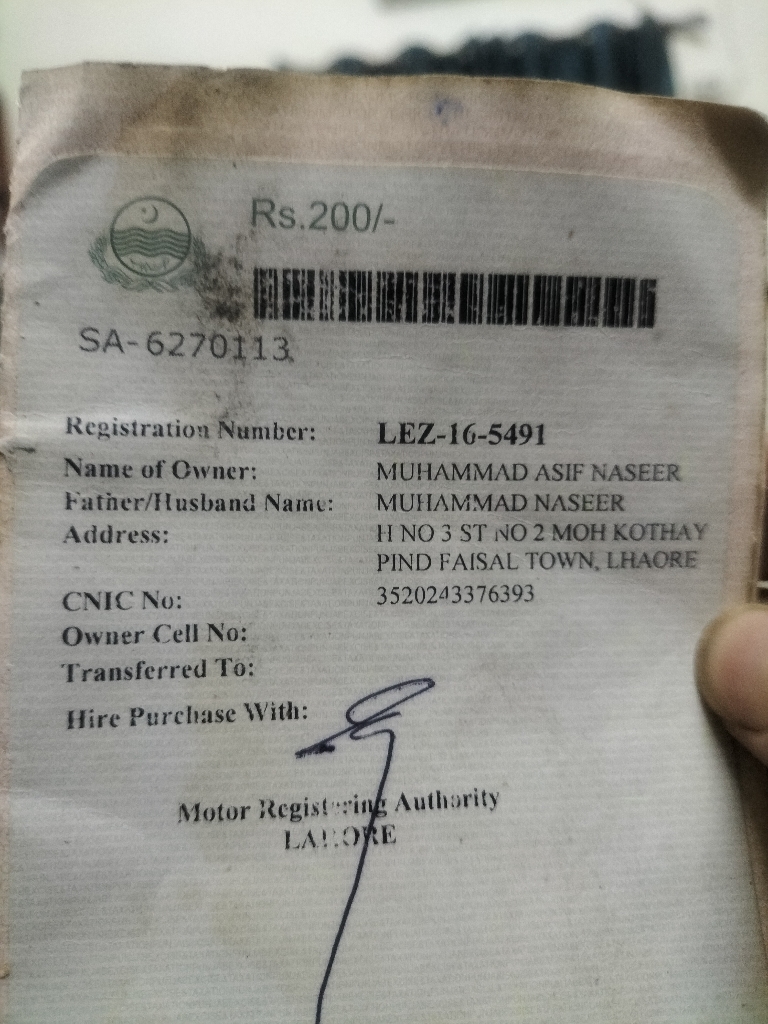 Rs.200/-
SA-6270113
Registration Number: LEZ-16-5491
Name of Owner: MUHAMMAD ASIF NASEER
Father/Husband Name: MUHAMMAD NASEER
Address: H NO 3 ST NO 2 MOH KOTHAY
PIND FAISAL TOWN, LHAORE
CNIC No: 3520243376393
Owner Cell No:
Transferred To:
Hire Purchase With:
Motor Registering Authority
LAHORE